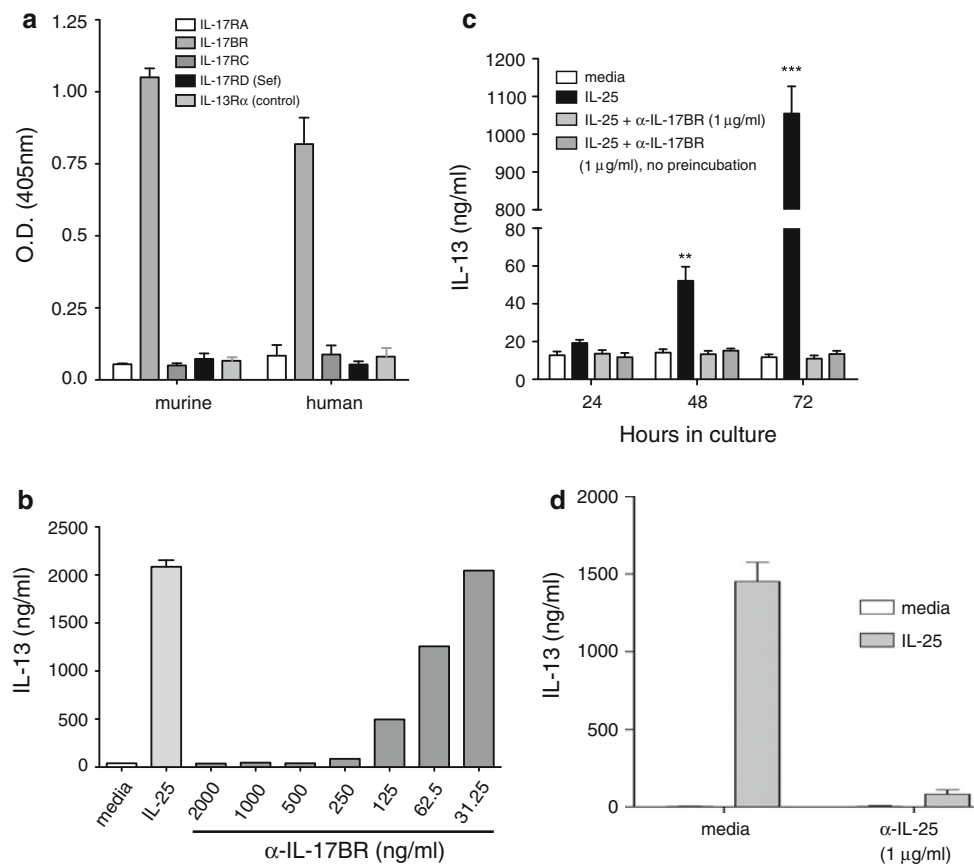 a
O.D. (405nm)
1.25
1.00
0.75
0.5
0.25
0.0
IL-17RA
IL-17BR
IL-17RC
IL-17RD (Sef)
IL-13Rα (control)
murine
human
c
IL-13 (ng/ml)
1200
1100
1000
900
800
80
60
40
20
0
media
IL-25
IL-25 + α-IL-17BR (1 μg/ml)
IL-25 + α-IL-17BR
(1 μg/ml), no preincubation
**
***
24
48
72
Hours in culture
b
IL-13 (ng/ml)
2500
2000
1500
1000
500
0
media
IL-25
2000
1000
500
250
125
62.5
31.25
α-IL-17BR (ng/ml)
d
IL-13 (ng/ml)
2000
1500
1000
500
0
media
IL-25
media
α-IL-25
(1 μg/ml)